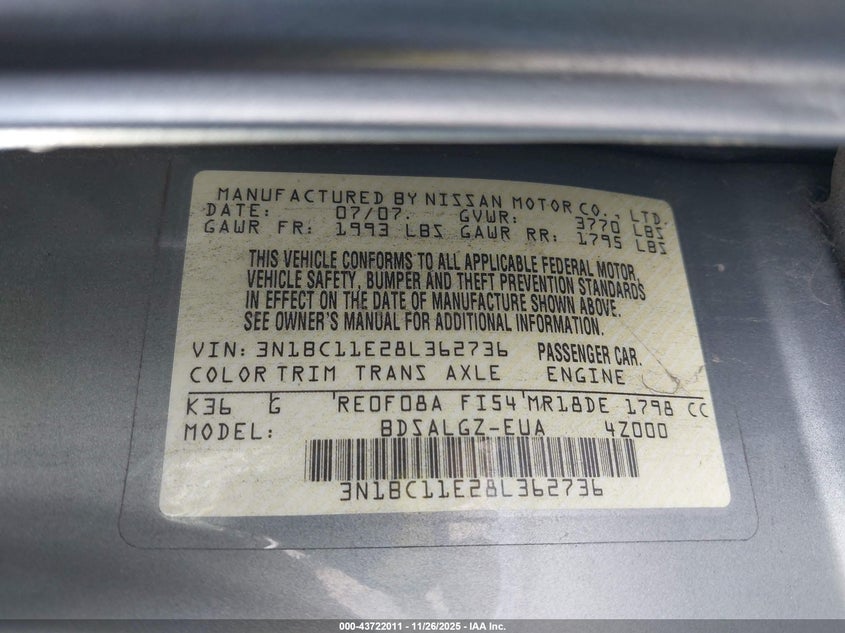 MANUFACTURED BY NISSAN MOTOR CO., LTD.
DATE: 07/07. GVWR: 3770 LBS
GAWR FR: 1993 LBS GAWR RR: 1795 LBS
THIS VEHICLE CONFORMS TO ALL APPLICABLE FEDERAL MOTOR
VEHICLE SAFETY, BUMPER AND THEFT PREVENTION STANDARDS
IN EFFECT ON THE DATE OF MANUFACTURE SHOWN ABOVE.
SEE OWNER'S MANUAL FOR ADDITIONAL INFORMATION.
VIN: 3N1BC11E28L362736 PASSENGER CAR.
COLOR TRIM TRANS AXLE ENGINE
K36 G RE0F08A FI54 MR18DE 1798 CC
MODEL: BDSALGZ-EUA 4Z000
3N1BC11E28L362736
000-43722011 - 11/26/2025 - IAA Inc.